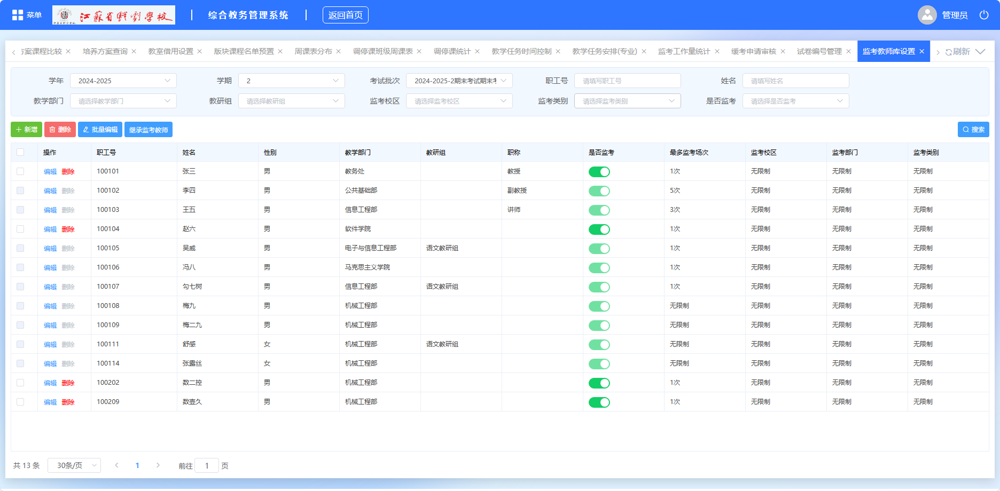 菜单 江苏省戏剧学校 综合教务管理系统 返回首页 管理员
方案课程比较 培养方案查询 教室借用设置 版块课程名单预置 周课表分布 调停课班级周课表 调停课统计 教学任务时间控制 教学任务安排(专业) 监考工作量统计 缓考申请审核 试卷编号管理 监考教师库设置 刷新
学年 2024-2025 学期 2 考试批次 2024-2025-2期末考试期末考 职工号 请填写职工号 姓名 请填写姓名
教学部门 请选择教学部门 教研组 请选择教研组 监考校区 请选择监考校区 监考类别 请选择监考类别 是否监考 请选择是否监考
新增 删除 批量编辑 继承监考教师 搜索
操作 职工号 姓名 性别 教学部门 教研组 职称 是否监考 最多监考场次 监考校区 监考部门 监考类别
编辑 删除 100101 张三 男 教务处 教授 1次 无限制 无限制 无限制
编辑 删除 100102 李四 男 公共基础部 副教授 5次 无限制 无限制 无限制
编辑 删除 100103 王五 男 信息工程部 讲师 3次 无限制 无限制 无限制
编辑 删除 100104 赵六 男 软件学院 1次 无限制 无限制 无限制
编辑 删除 100105 吴威 男 电子与信息工程部 语文教研组 1次 无限制 无限制 无限制
编辑 删除 100106 冯八 男 马克思主义学院 1次 无限制 无限制 无限制
编辑 删除 100107 勾七树 男 信息工程部 语文教研组 1次 无限制 无限制 无限制
编辑 删除 100108 梅九 男 机械工程部 无限制 无限制 无限制 无限制
编辑 删除 100109 梅二九 男 机械工程部 无限制 无限制 无限制 无限制
编辑 删除 100111 舒感 女 机械工程部 语文教研组 无限制 无限制 无限制 无限制
编辑 删除 100114 张露丝 女 机械工程部 无限制 无限制 无限制 无限制
编辑 删除 100202 数二控 男 机械工程部 1次 无限制 无限制 无限制
编辑 删除 100209 数壶久 男 机械工程部 1次 无限制 无限制 无限制
共 13 条 30条/页 1 前往 1 页